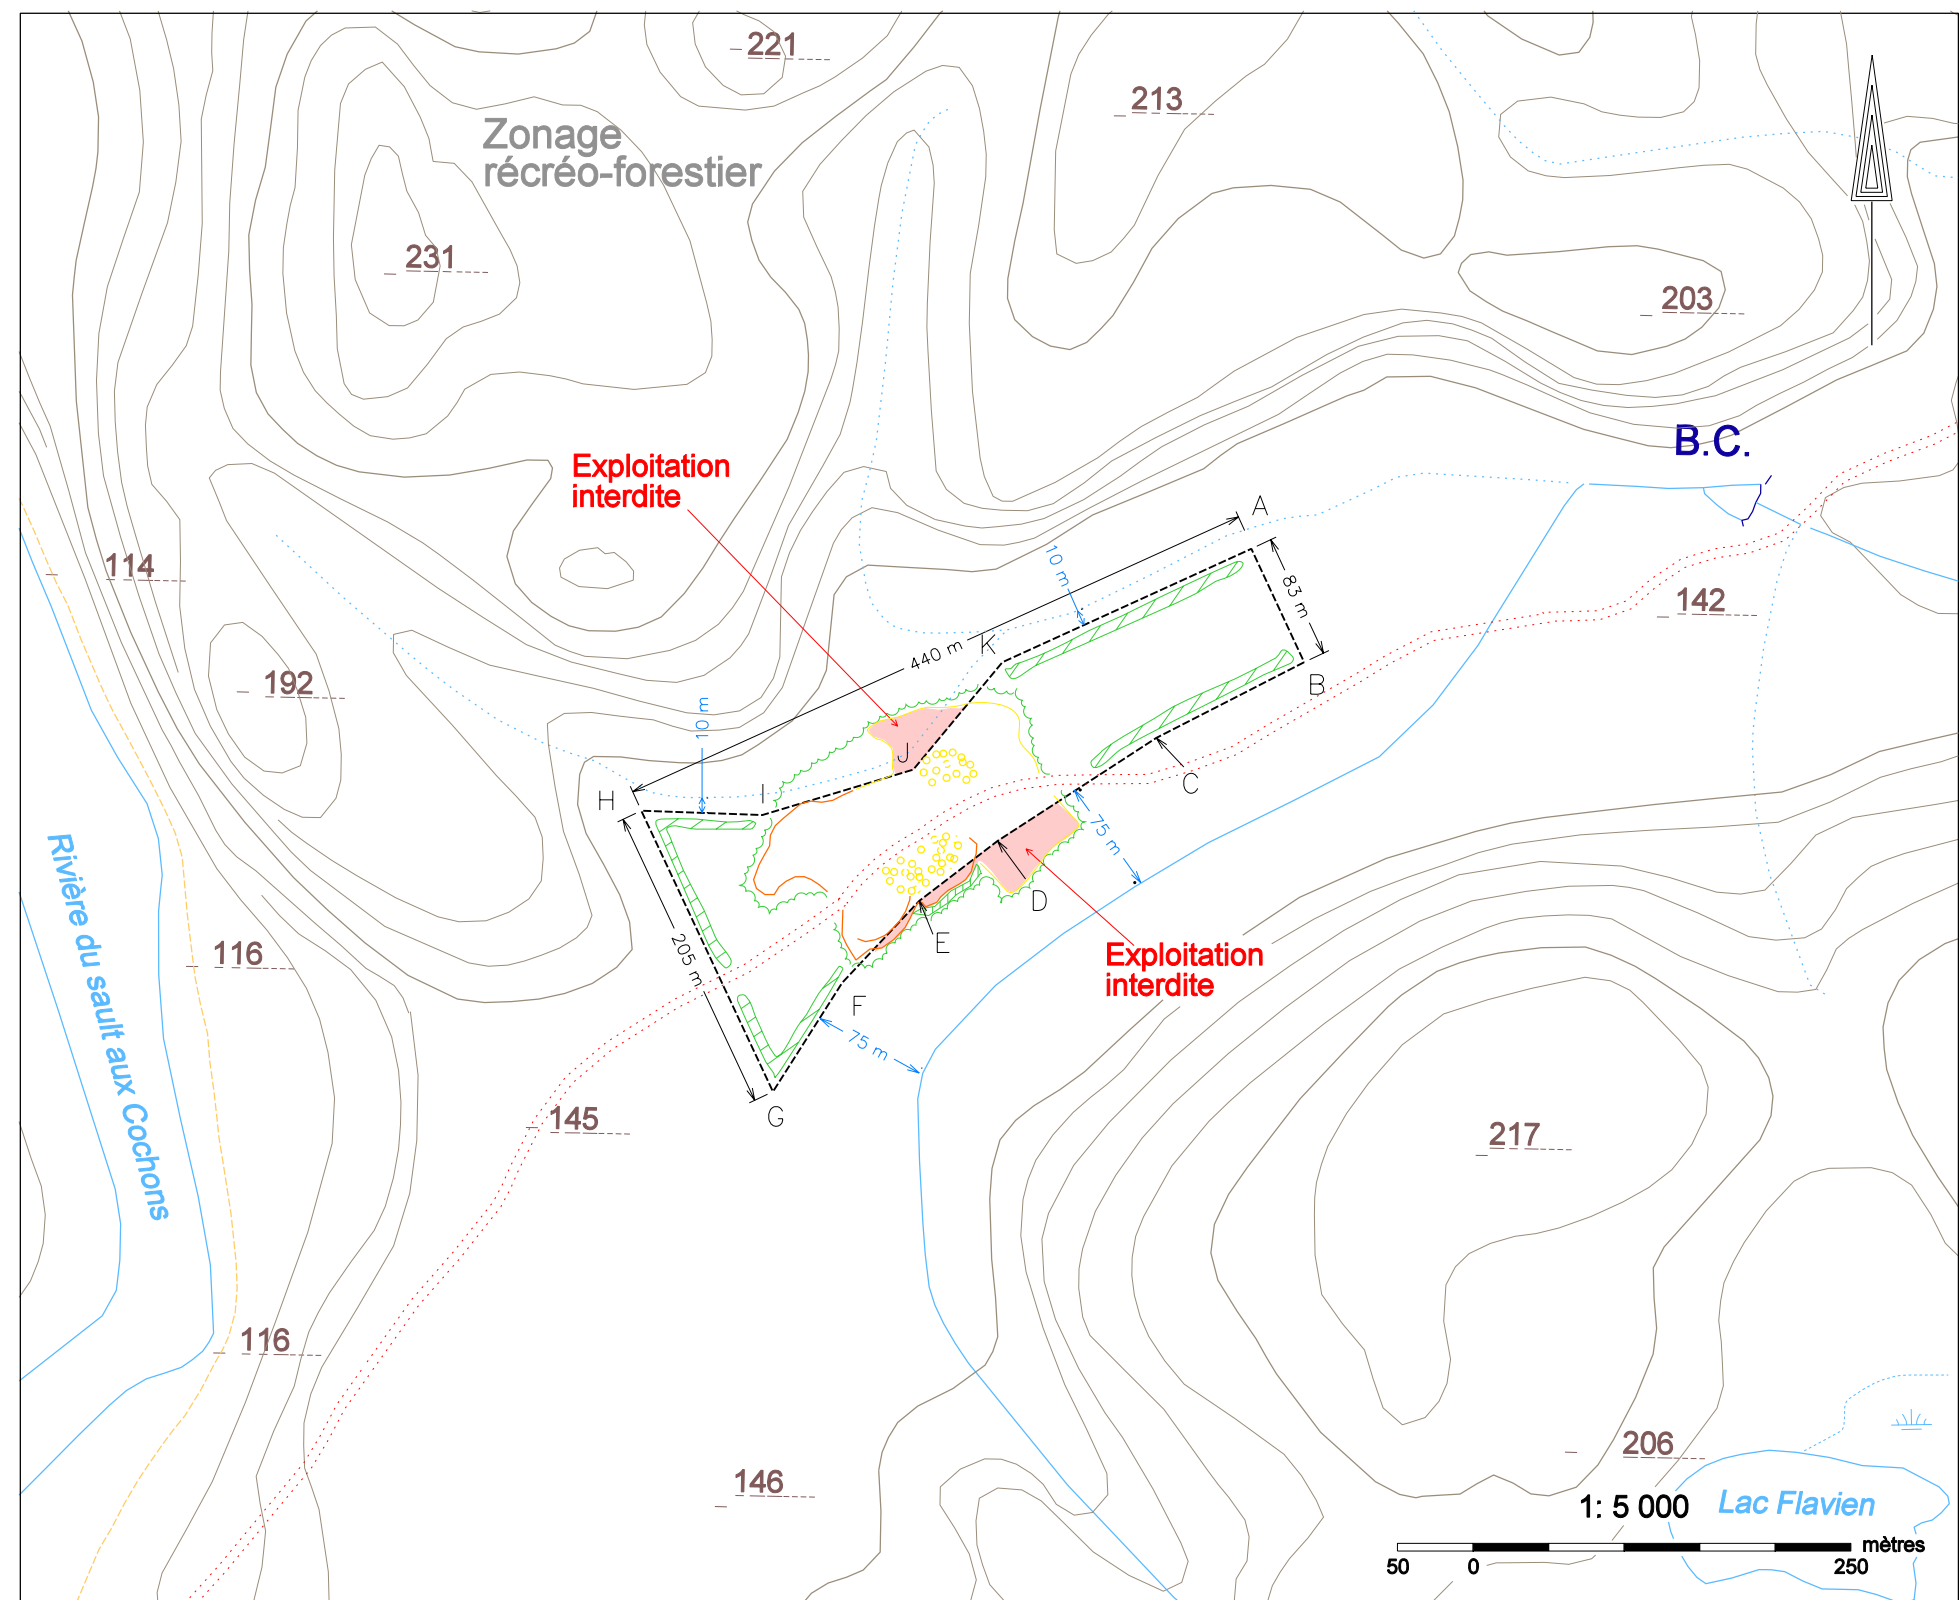 221
213
Zonage
récréo-forestier
231
203
B.C.
Exploitation
interdite
A
10 m
114
83 m
142
K
440 m
192
B
10 m
J
C
H
I
75 m
Rivière du sault aux Cochons
D
E
116
205 m
Exploitation
interdite
F
75 m
G
145
217
116
206
146
1: 5 000
Lac Flavien
mètres
50
0
250